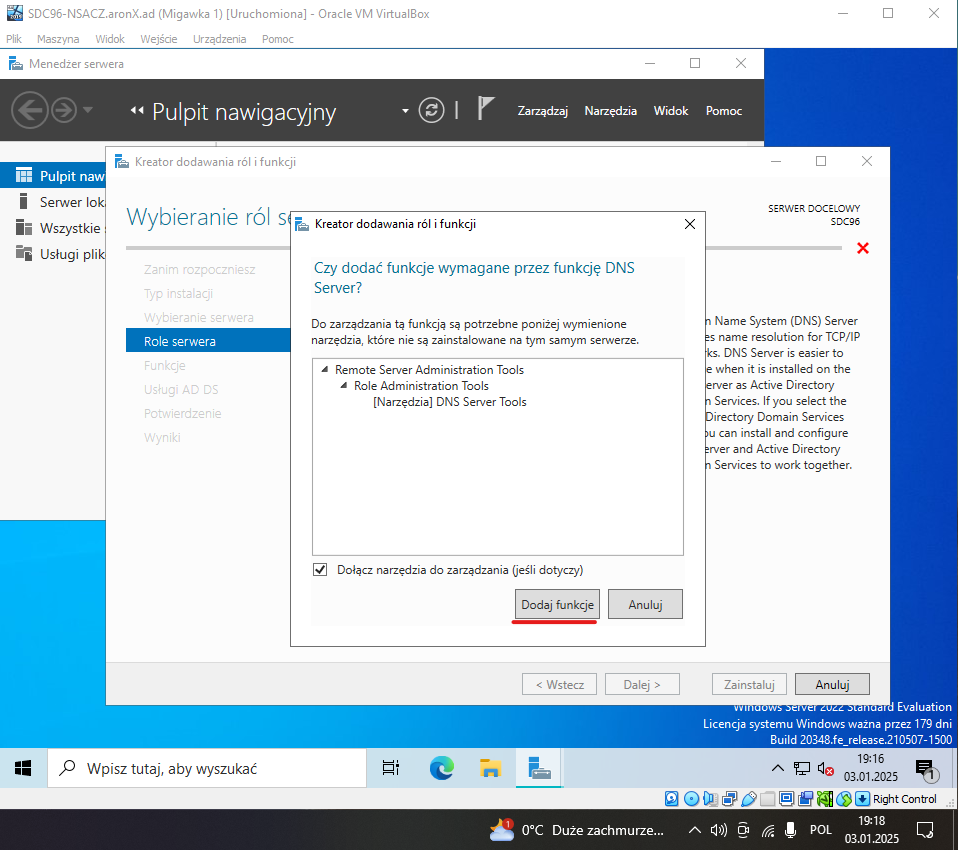 SDC96-NSACZ.aronX.ad (Migawka 1) [Uruchomiona] - Oracle VM VirtualBox
Plik Maszyna Widok Wejście Urządzenia Pomoc
Menedżer serwera
Pulpit nawigacyjny
Zarządzaj Narzędzia Widok Pomoc
Pulpit naw
Serwer loka
Wszystkie s
Usługi plik
Kreator dodawania ról i funkcji
Wybieranie ról se
SERWER DOCELOWY
SDC96
Zanim rozpoczniesz
Typ instalacji
Wybieranie serwera
Role serwera
Funkcje
Usługi AD DS
Potwierdzenie
Wyniki
Kreator dodawania ról i funkcji
Czy dodać funkcje wymagane przez funkcję DNS
Server?
Do zarządzania tą funkcją są potrzebne poniżej wymienione
narzędzia, które nie są zainstalowane na tym samym serwerze.
Remote Server Administration Tools
Role Administration Tools
[Narzędzia] DNS Server Tools
Dołącz narzędzia do zarządzania (jeśli dotyczy)
Dodaj funkcje Anuluj
n Name System (DNS) Server
es name resolution for TCP/IP
rks. DNS Server is easier to
e when it is installed on the
erver as Active Directory
n Services. If you select the
Directory Domain Services
ou can install and configure
erver and Active Directory
n Services to work together.
< Wstecz Dalej > Zainstaluj Anuluj
Windows Server 2022 Standard Evaluation
Licencja systemu Windows ważna przez 179 dni
Build 20348.fe_release.210507-1500
Wpisz tutaj, aby wyszukać
19:16
03.01.2025
1
Right Control
1
0°C Duże zachmurze...
POL
19:18
03.01.2025